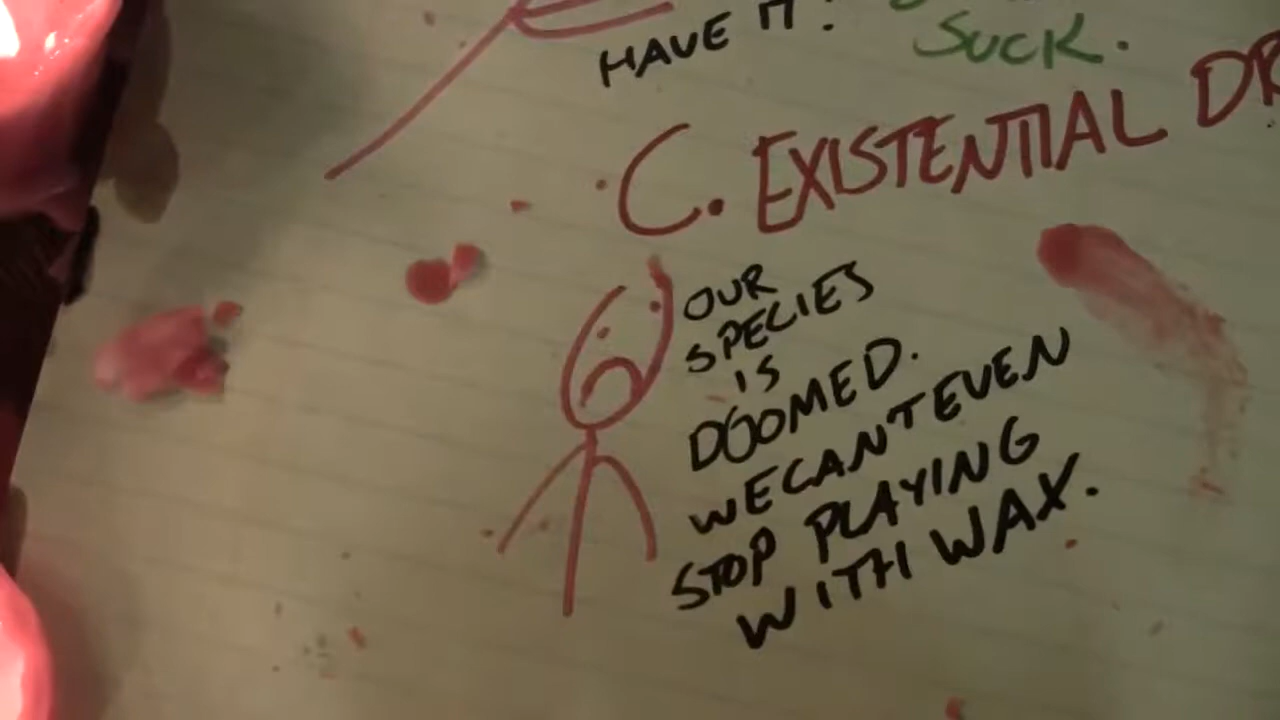 HAVE IT!
SUCK.
C. EXISTENTIAL
OUR
SPECIES
IS
DOOMED.
WECANTEVEN
STOP PLAYING
WITH WAX.